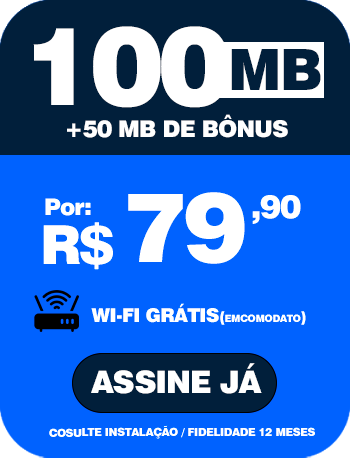 100MB
+50 MB DE BÔNUS
Por:
R$ 79,90
WI-FI GRÁTIS(EMCOMODATO)
ASSINE JÁ
COSULTE INSTALAÇÃO / FIDELIDADE 12 MESES